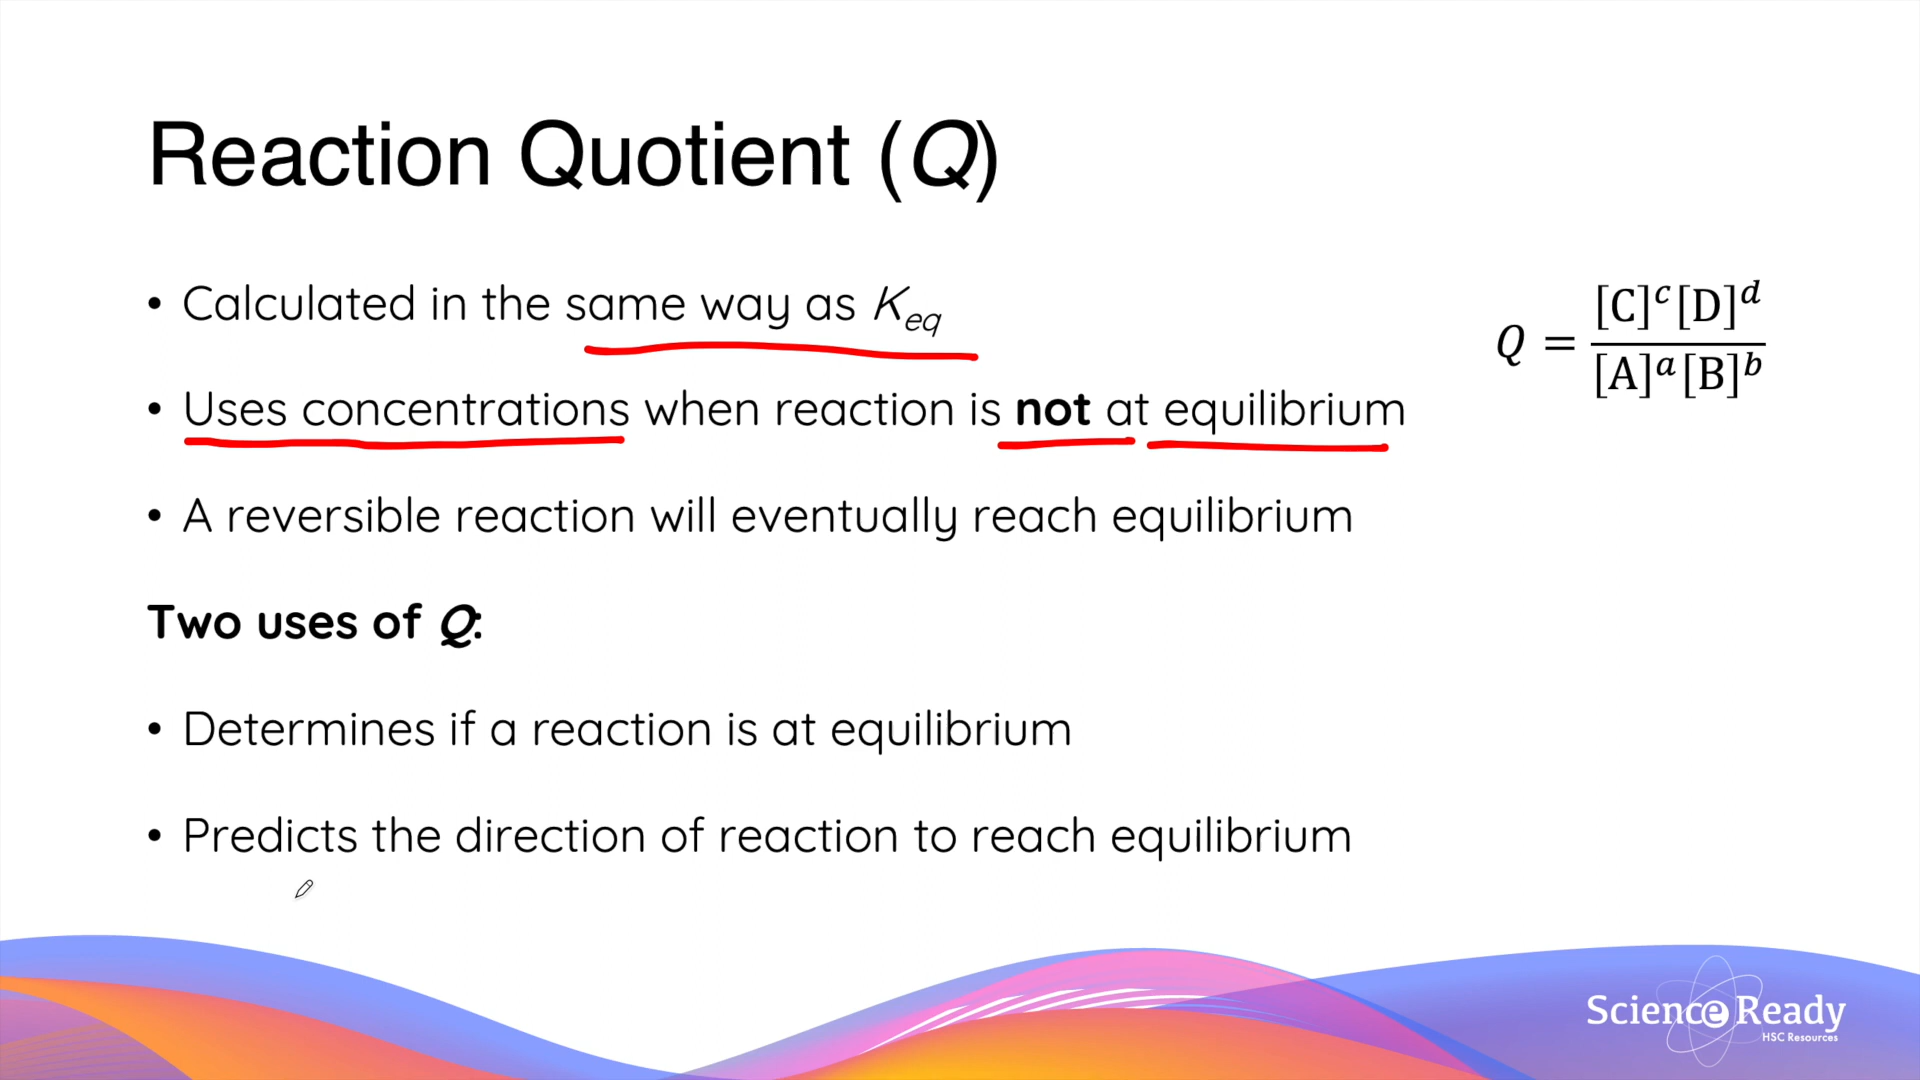 Reaction Quotient (Q)
• Calculated in the same way as K_eq
Q = [C]^c[D]^d / [A]^a[B]^b
• Uses concentrations when reaction is not at equilibrium
• A reversible reaction will eventually reach equilibrium
Two uses of Q:
• Determines if a reaction is at equilibrium
• Predicts the direction of reaction to reach equilibrium
Science Ready
HSC Resources